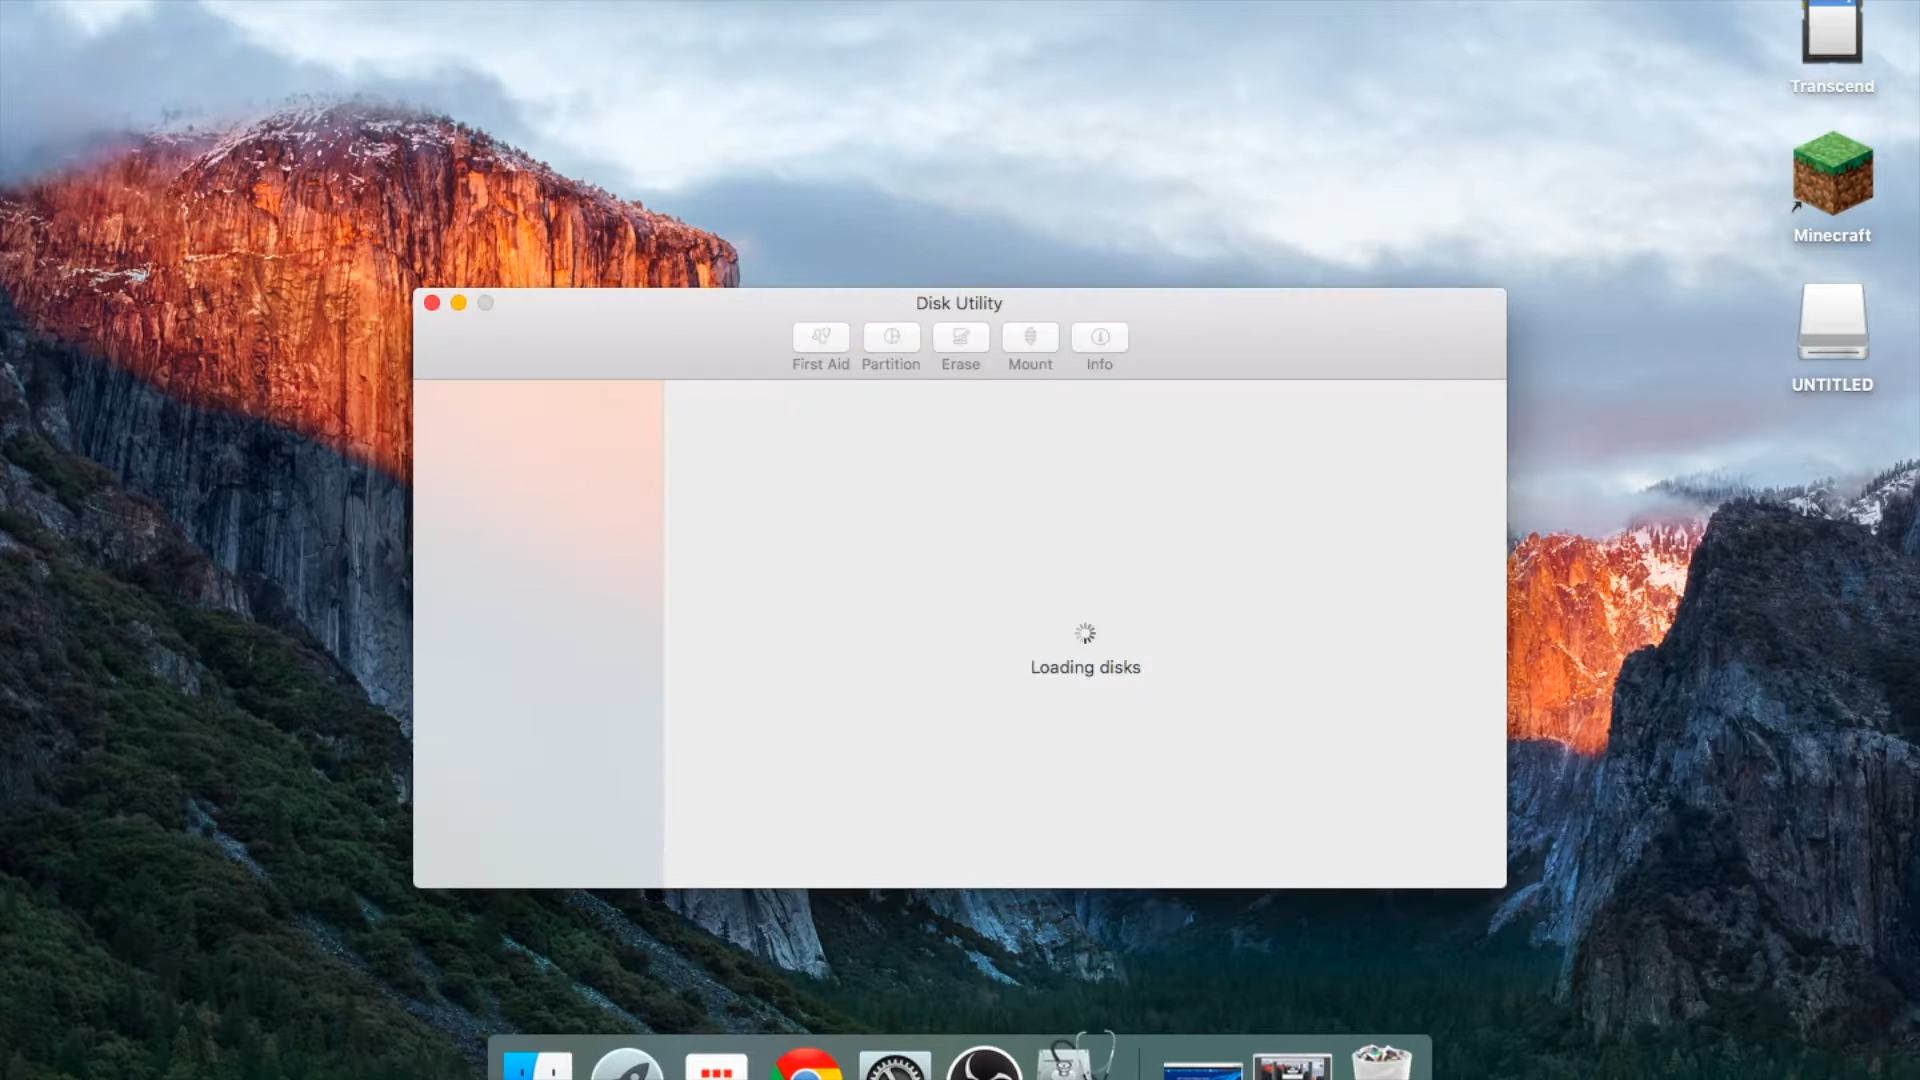 Transcend
Minecraft
UNTITLED
Disk Utility
First Aid Partition Erase Mount Info
Loading disks